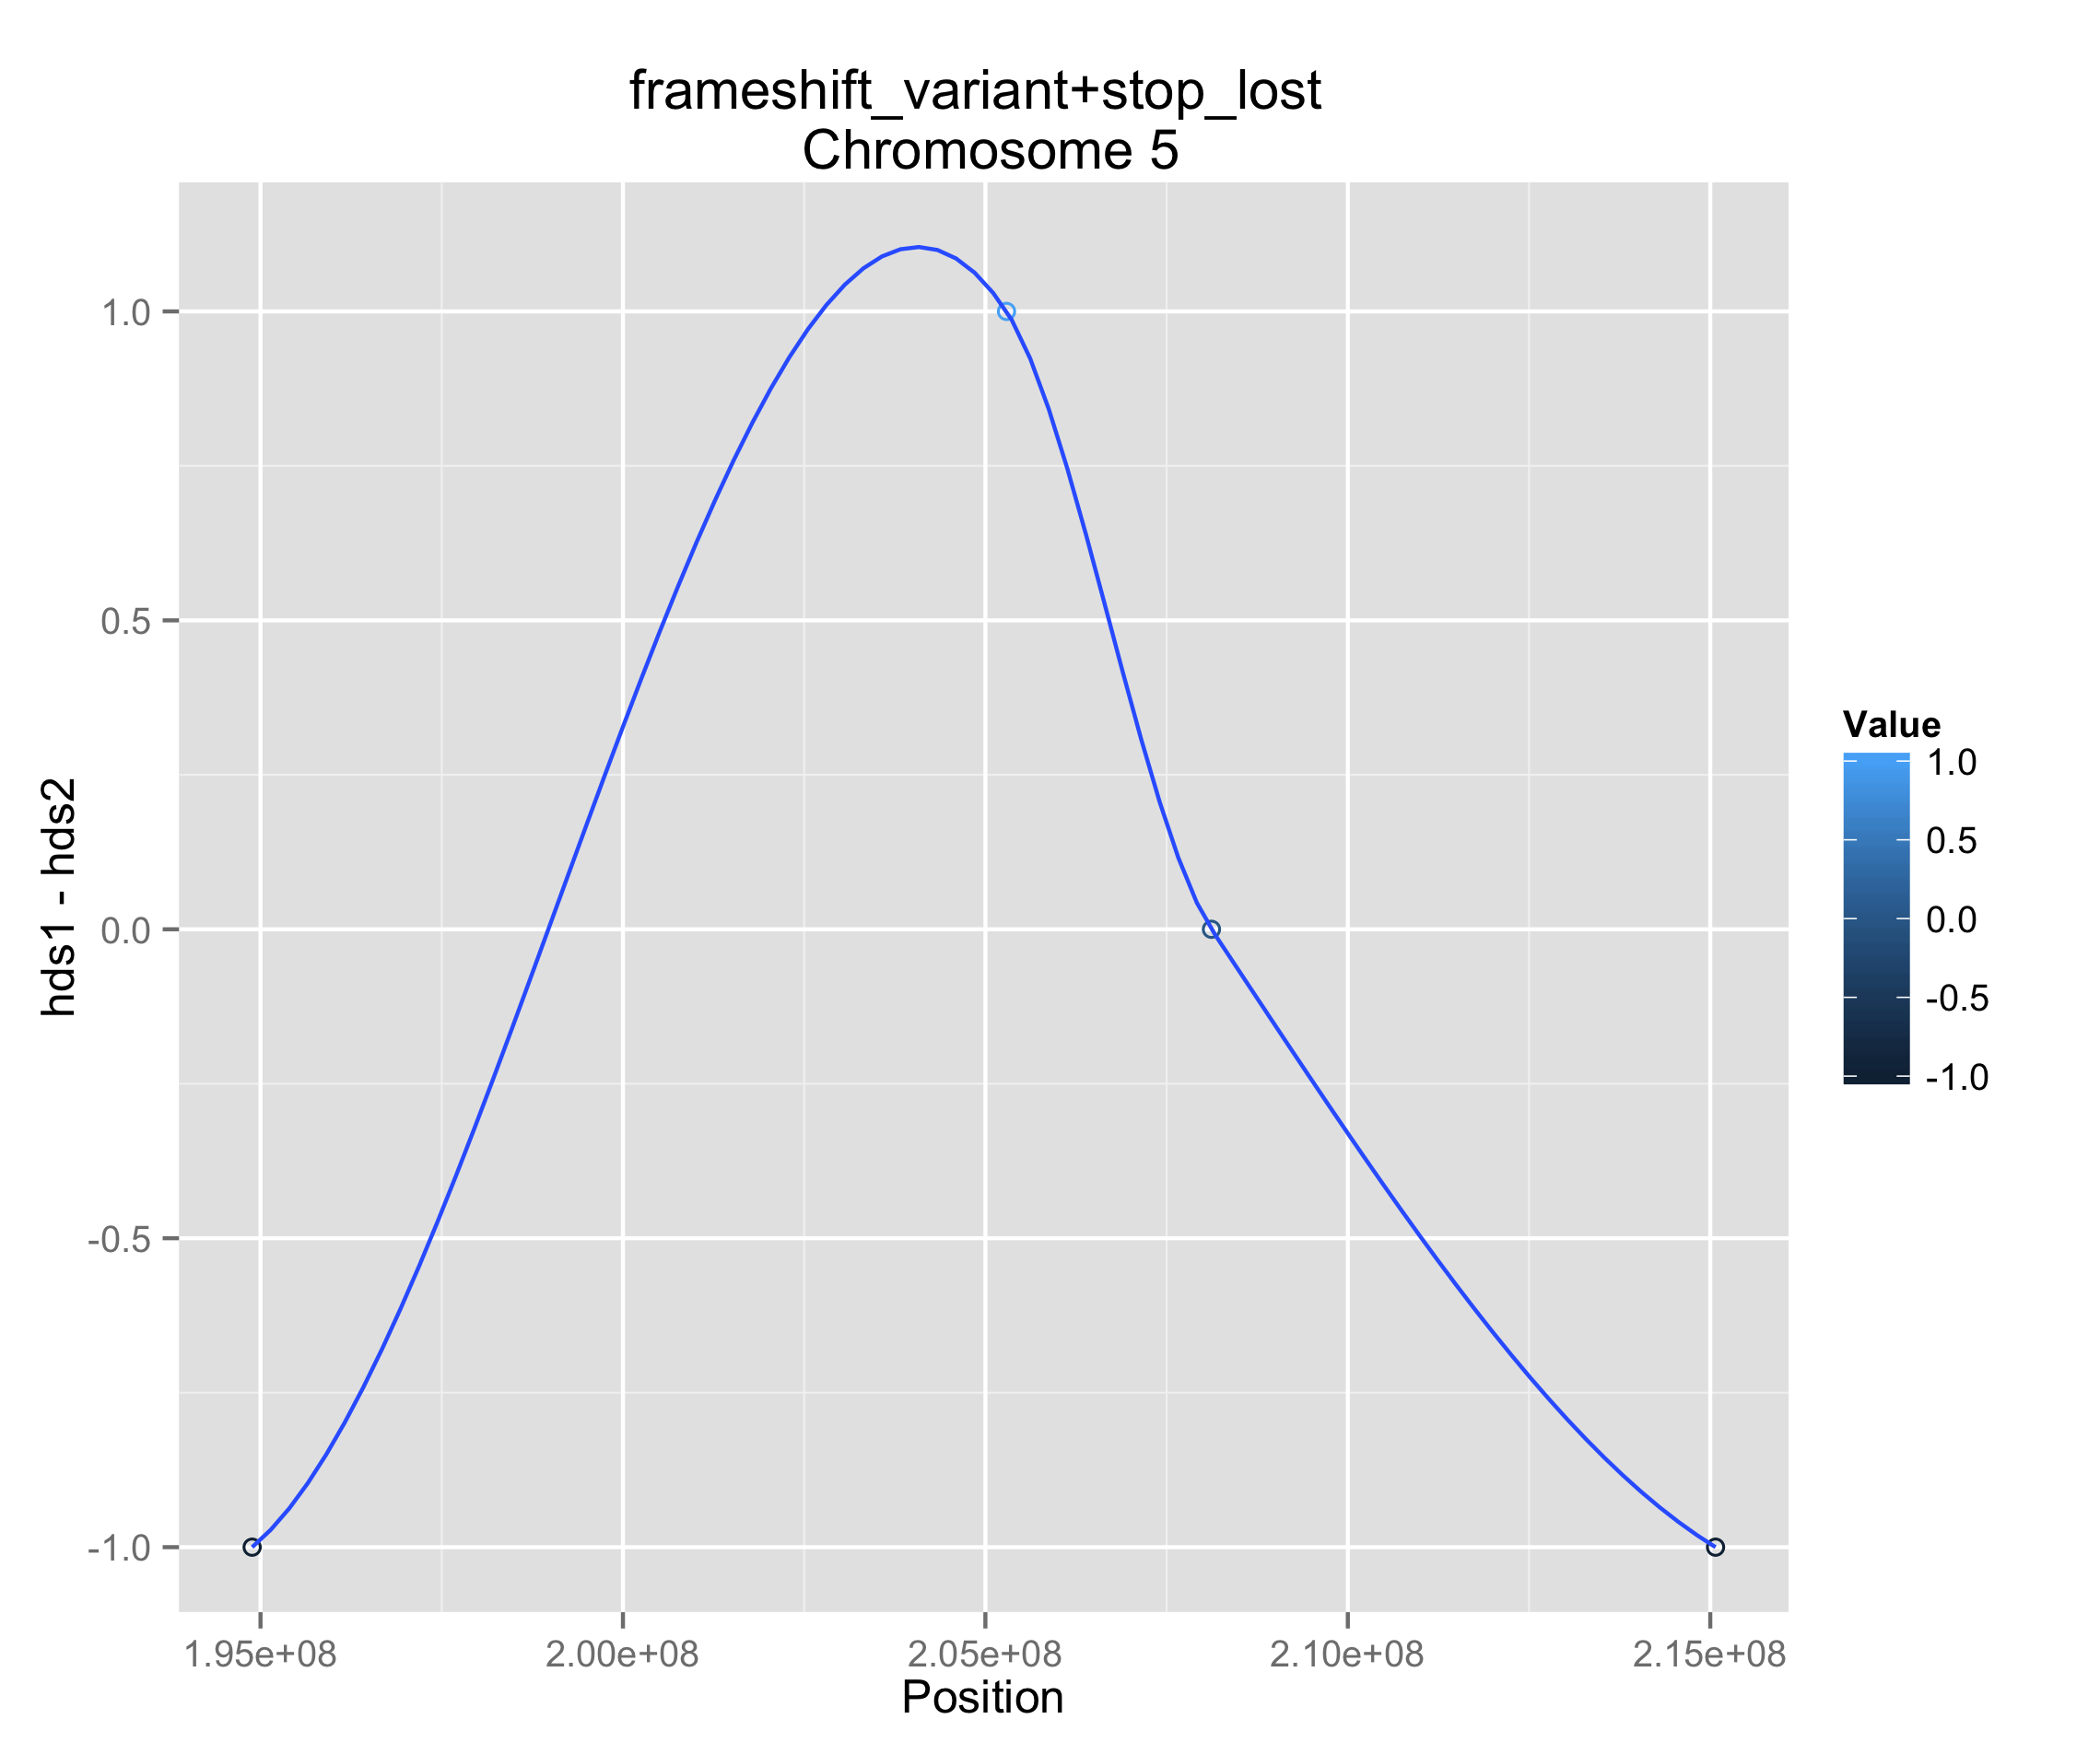 frameshift_variant+stop_lost
Chromosome 5
hds1 - hds2
1.0
0.5
0.0
-0.5
-1.0
1.95e+08
2.00e+08
2.05e+08
2.10e+08
2.15e+08
Position
Value
1.0
0.5
0.0
-0.5
-1.0